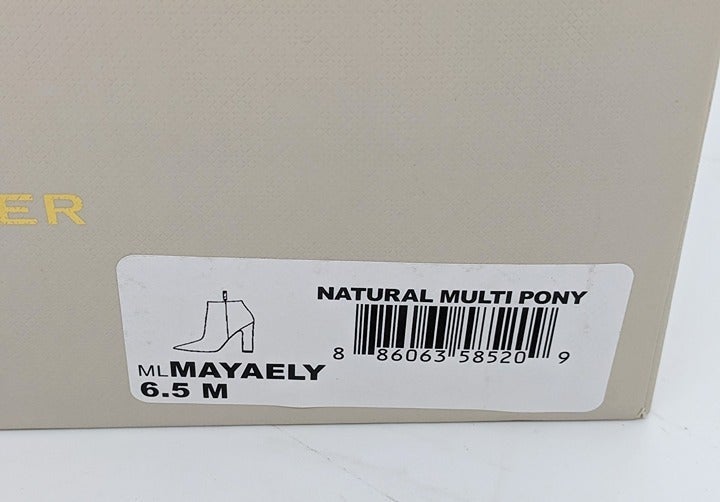 ER
NATURAL MULTI PONY
8 86063 58520 9
MLMAYAELY
6.5 M